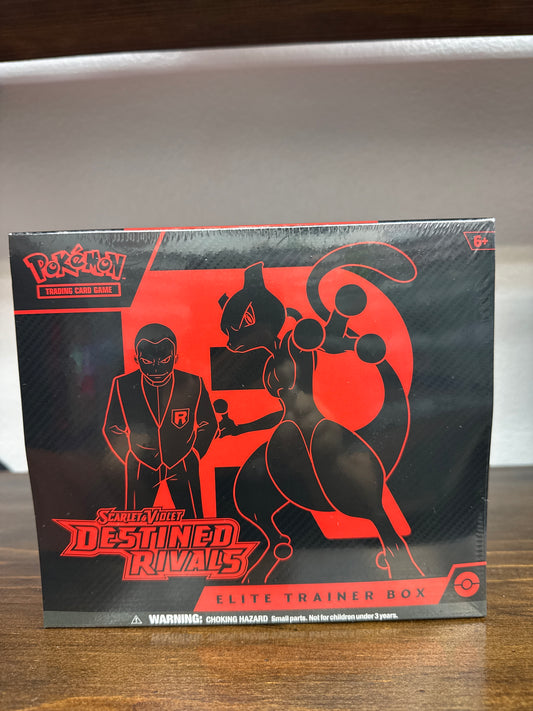 Pokémon
TRADING CARD GAME
6+
R
SCARLET & VIOLET
DESTINED
RIVALS
ELITE TRAINER BOX
⚠ WARNING: CHOKING HAZARD Small parts. Not for children under 3 years.